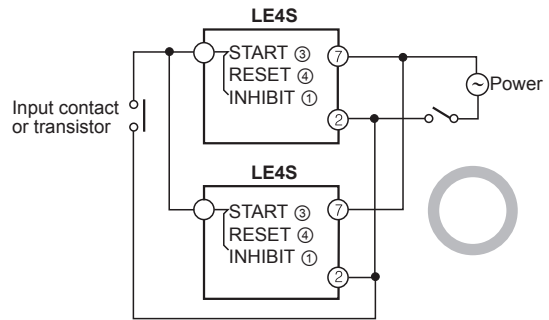 LE4S
START ③
RESET ④
INHIBIT ①
7
2
Power
Input contact
or transistor
LE4S
START ③
RESET ④
INHIBIT ①
7
2